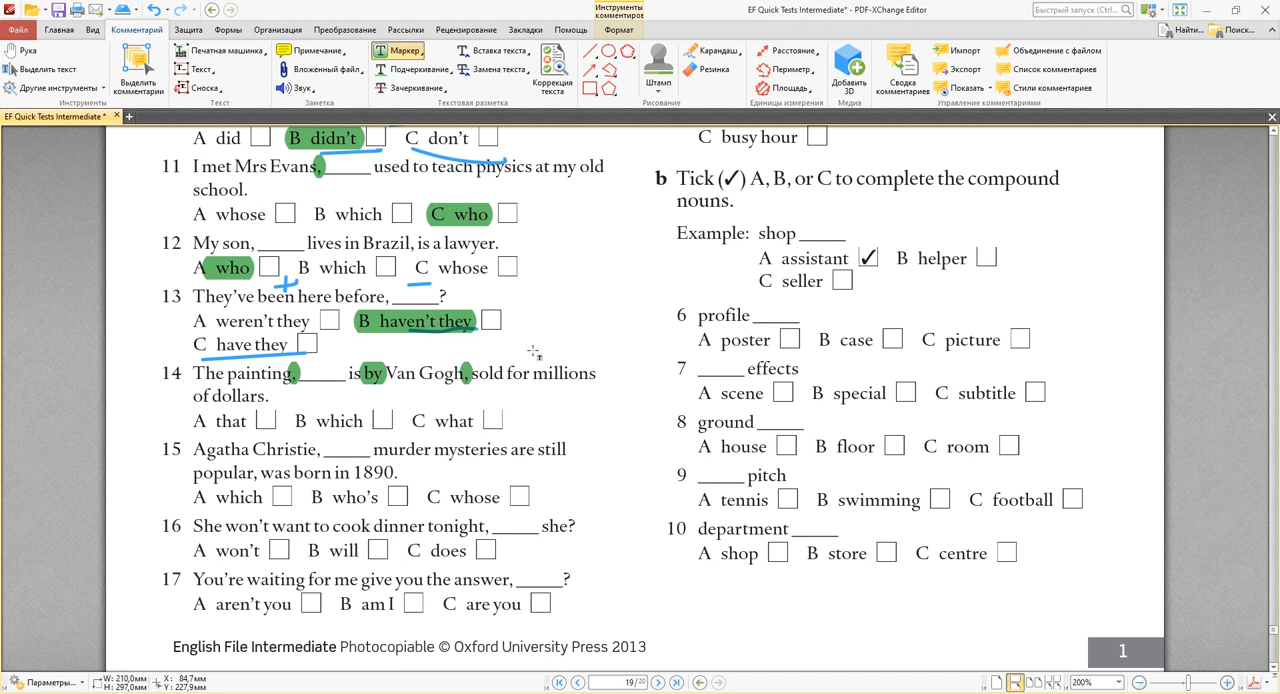 EF Quick Tests Intermediate* - PDF-XChange Editor
Инструменты комментиров
Быстрый запуск (Ctrl...
Файл Главная Вид Комментарий Защита Формы Организация Преобразование Рассылки Рецензирование Закладки Помощь Формат Найти... Поиск...
Рука
Выделить текст
Другие инструменты
Выделить комментарии
Инструменты
Печатная машинка
Текст
Сноска
Текст
Примечание
Вложенный файл
Звук
Заметка
Маркер
Подчеркивание
Зачеркивание
Вставка текста
Замена текста
Коррекция текста
Текстовая разметка
Штамп
Карандаш
Резинка
Рисование
Расстояние
Периметр
Площадь
Единицы измерения
Добавить 3D
Медиа
Сводка комментариев
Импорт
Экспорт
Показать
Объединение с файлом
Список комментариев
Стили комментариев
Управление комментариями
EF Quick Tests Intermediate *
A did B didn't C don't
11 I met Mrs Evans, _____ used to teach physics at my old
school.
A whose B which C who
12 My son, _____ lives in Brazil, is a lawyer.
A who B which C whose
13 They've been here before, _____?
A weren't they B haven't they
C have they
14 The painting, _____ is by Van Gogh, sold for millions
of dollars.
A that B which C what
15 Agatha Christie, _____ murder mysteries are still
popular, was born in 1890.
A which B who's C whose
16 She won't want to cook dinner tonight, _____ she?
A won't B will C does
17 You're waiting for me give you the answer, _____?
A aren't you B am I C are you
C busy hour
b Tick (✓) A, B, or C to complete the compound
nouns.
Example: shop _____
A assistant ✓ B helper
C seller
6 profile _____
A poster B case C picture
7 _____ effects
A scene B special C subtitle
8 ground _____
A house B floor C room
9 _____ pitch
A tennis B swimming C football
10 department _____
A shop B store C centre
English File Intermediate Photocopiable © Oxford University Press 2013
1
Параметры...
W: 210,0мм
H: 297,0мм
X: 84,7мм
Y: 227,9мм
19/20
200%